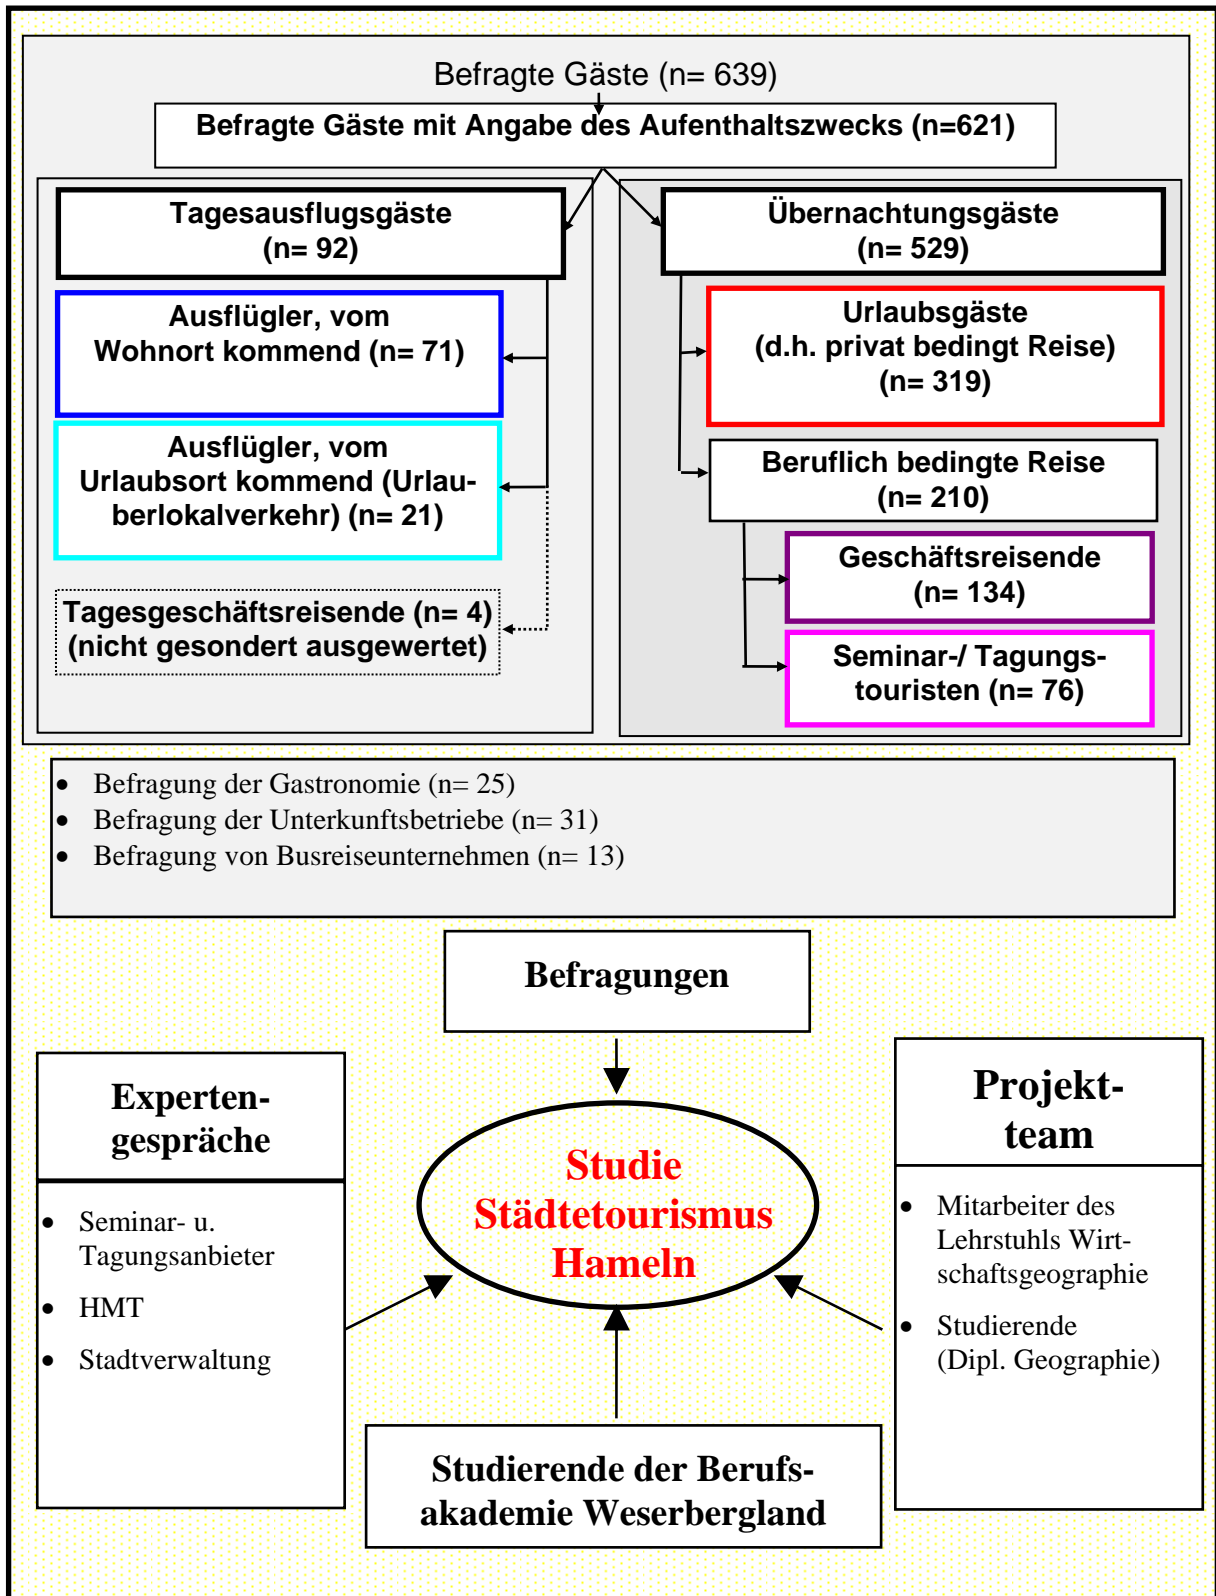 Befragte Gäste (n= 639)
Befragte Gäste mit Angabe des Aufenthaltszwecks (n=621)
Tagesausflugsgäste
(n= 92)
Ausflügler, vom
Wohnort kommend (n= 71)
Ausflügler, vom
Urlaubsort kommend (Urlau-
berlokalverkehr) (n= 21)
Tagesgeschäftsreisende (n= 4)
(nicht gesondert ausgewertet)
Übernachtungsgäste
(n= 529)
Urlaubsgäste
(d.h. privat bedingt Reise)
(n= 319)
Beruflich bedingte Reise
(n= 210)
Geschäftsreisende
(n= 134)
Seminar-/ Tagungs-
touristen (n= 76)
• Befragung der Gastronomie (n= 25)
• Befragung der Unterkunftsbetriebe (n= 31)
• Befragung von Busreiseunternehmen (n= 13)
Befragungen
Experten-
gespräche
• Seminar- u.
Tagungsanbieter
• HMT
• Stadtverwaltung
Studie
Städtetourismus
Hameln
Projekt-
team
• Mitarbeiter des
Lehrstuhls Wirt-
schaftsgeographie
• Studierende
(Dipl. Geographie)
Studierende der Berufs-
akademie Weserbergland